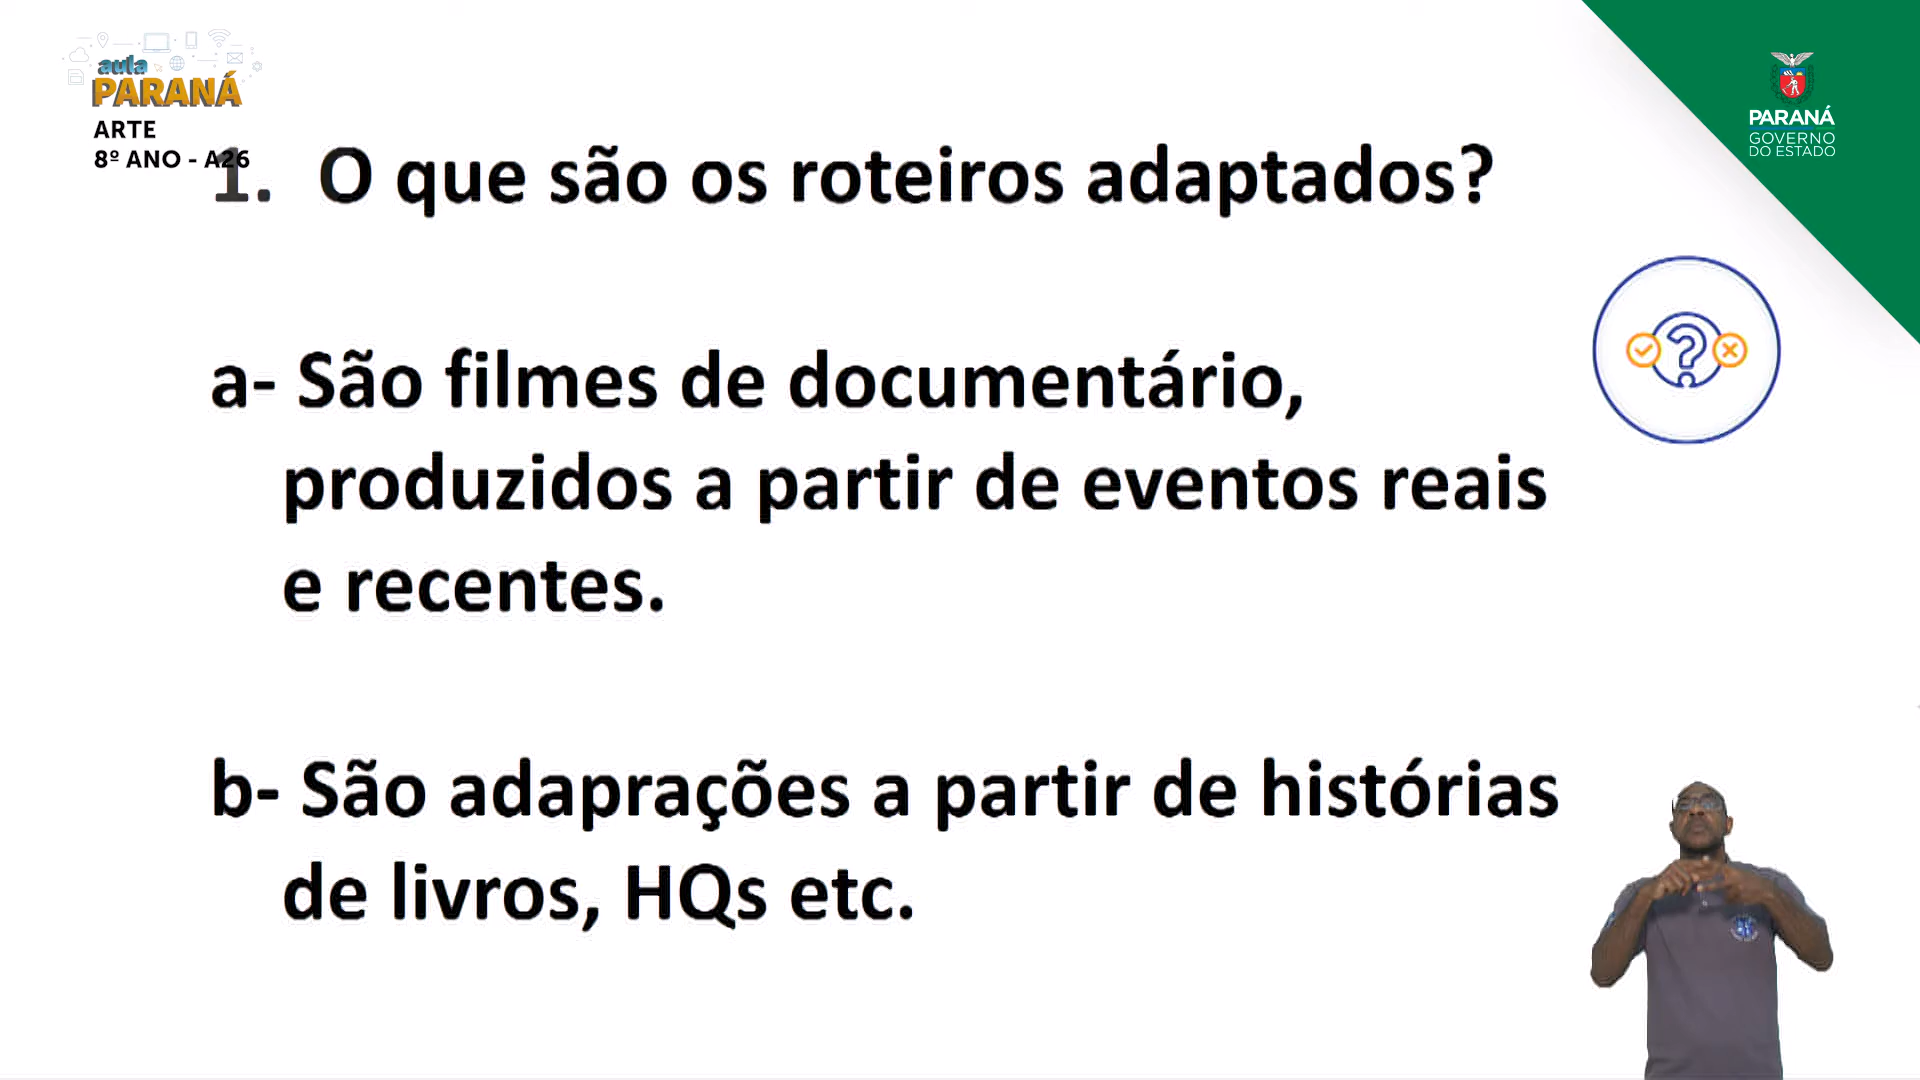 aula
PARANÁ
ARTE
8º ANO - A26
PARANÁ
GOVERNO
DO ESTADO
1. O que são os roteiros adaptados?
a- São filmes de documentário,
produzidos a partir de eventos reais
e recentes.
b- São adaprações a partir de histórias
de livros, HQs etc.